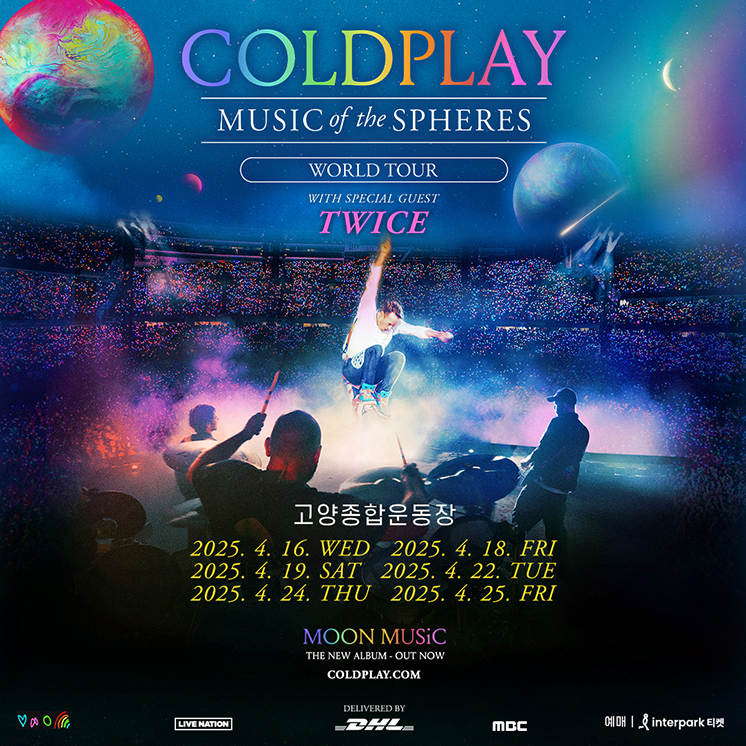 COLDPLAY
MUSIC of the SPHERES
WORLD TOUR
WITH SPECIAL GUEST
TWICE
고양종합운동장
2025. 4. 16. WED 2025. 4. 18. FRI
2025. 4. 19. SAT 2025. 4. 22. TUE
2025. 4. 24. THU 2025. 4. 25. FRI
MOON MUSiC
THE NEW ALBUM - OUT NOW
COLDPLAY.COM
DELIVERED BY
LIVE NATION DHL MBC 예매 | interpark 티켓